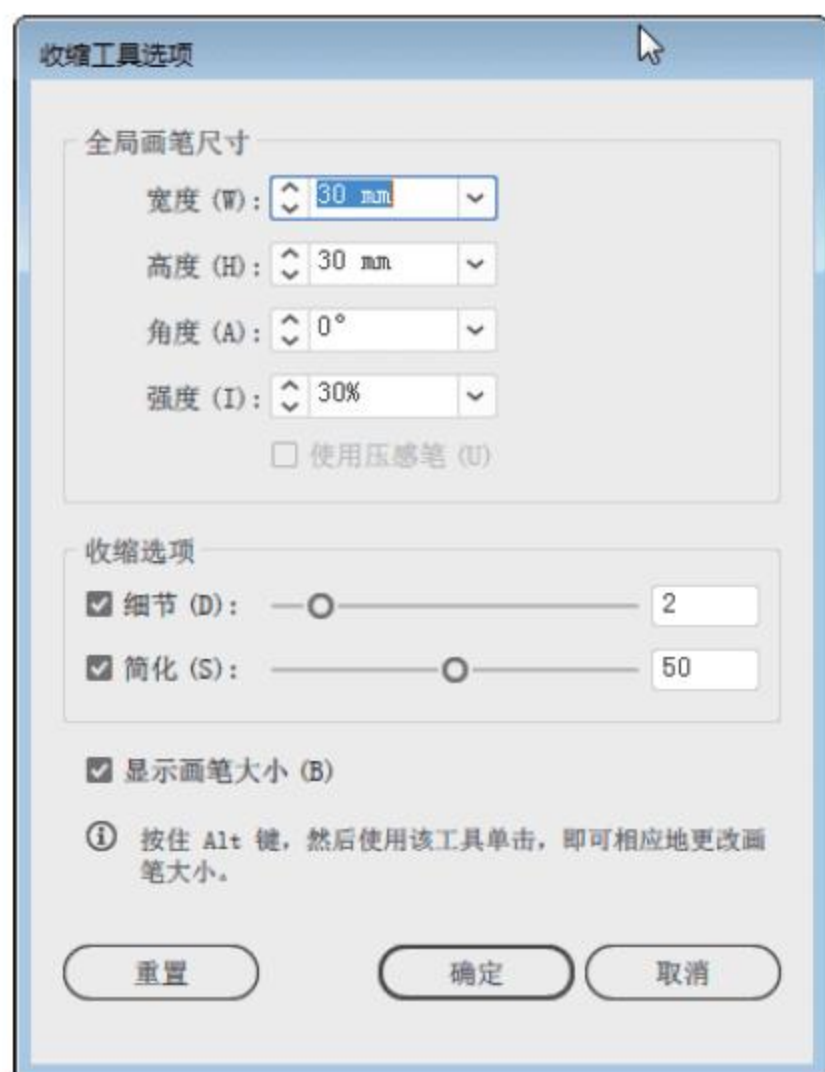 收缩工具选项
全局画笔尺寸
宽度 (W): 30 mm
高度 (H): 30 mm
角度 (A): 0°
强度 (I): 30%
使用压感笔 (U)
收缩选项
细节 (D): 2
简化 (S): 50
显示画笔大小 (B)
按住 Alt 键，然后使用该工具单击，即可相应地更改画
笔大小。
重置 确定 取消